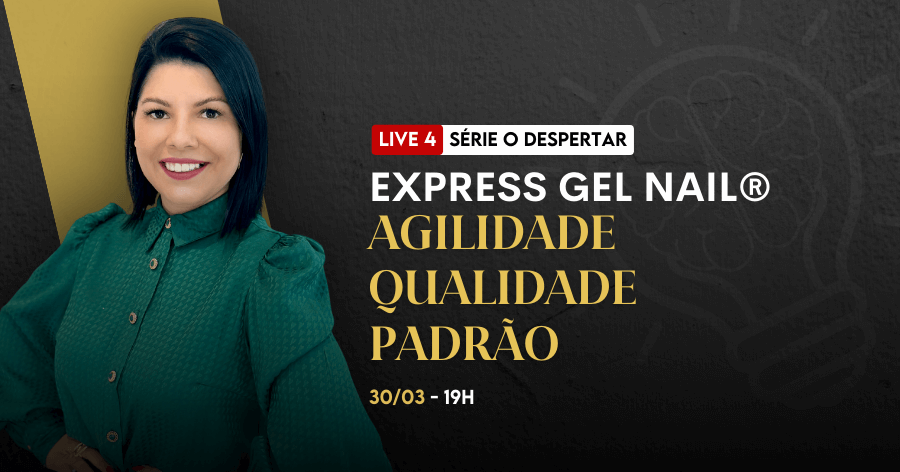 LIVE 4 SÉRIE O DESPERTAR
EXPRESS GEL NAIL®
AGILIDADE
QUALIDADE
PADRÃO
30/03 - 19H